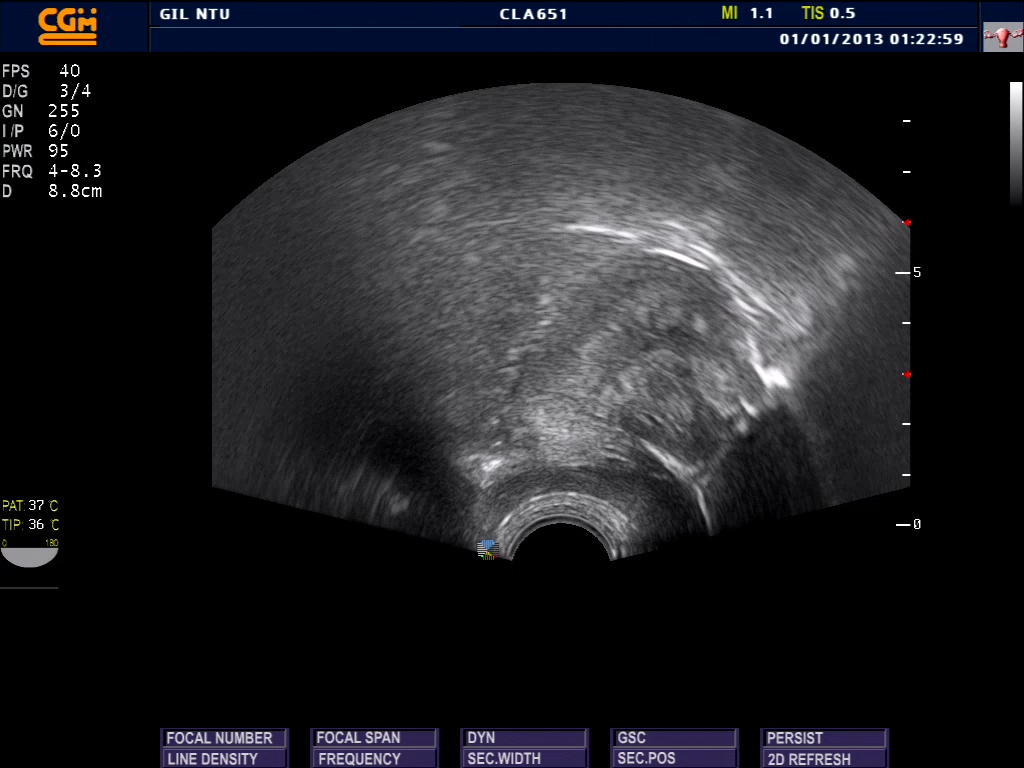 CGM
GIL NTU CLA651 MI 1.1 TIS 0.5
01/01/2013 01:22:59
FPS 40
D/G 3/4
GN 255
I/P 6/0
PWR 95
FRQ 4-8.3
D 8.8cm
5
PAT: 37 °C
TIP: 36 °C
0 180
0
FOCAL NUMBER FOCAL SPAN DYN GSC PERSIST
LINE DENSITY FREQUENCY SEC.WIDTH SEC.POS 2D REFRESH